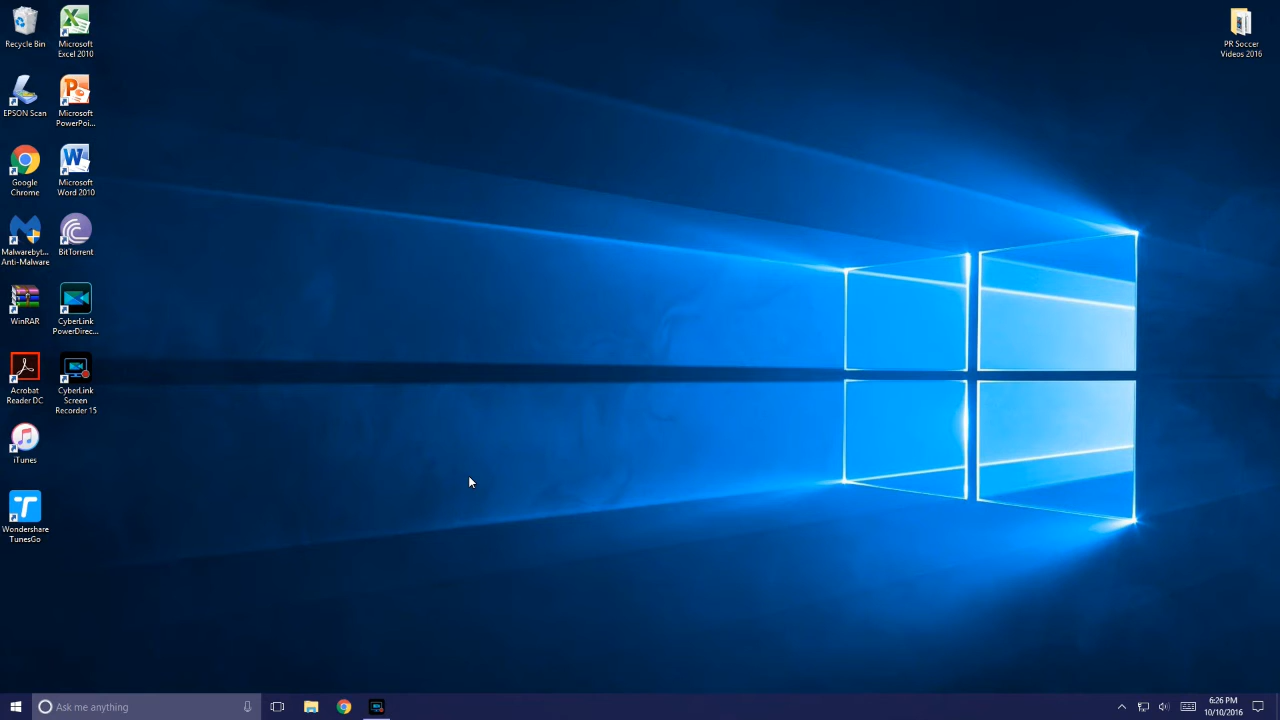 Recycle Bin
Microsoft
Excel 2010
PR Soccer
Videos 2016
EPSON Scan
Microsoft
PowerPoi...
Google
Chrome
Microsoft
Word 2010
Malwarebyt...
Anti-Malware
BitTorrent
WinRAR
CyberLink
PowerDirec...
Acrobat
Reader DC
CyberLink
Screen
Recorder 15
iTunes
Wondershare
TunesGo
Ask me anything
6:26 PM
10/10/2016